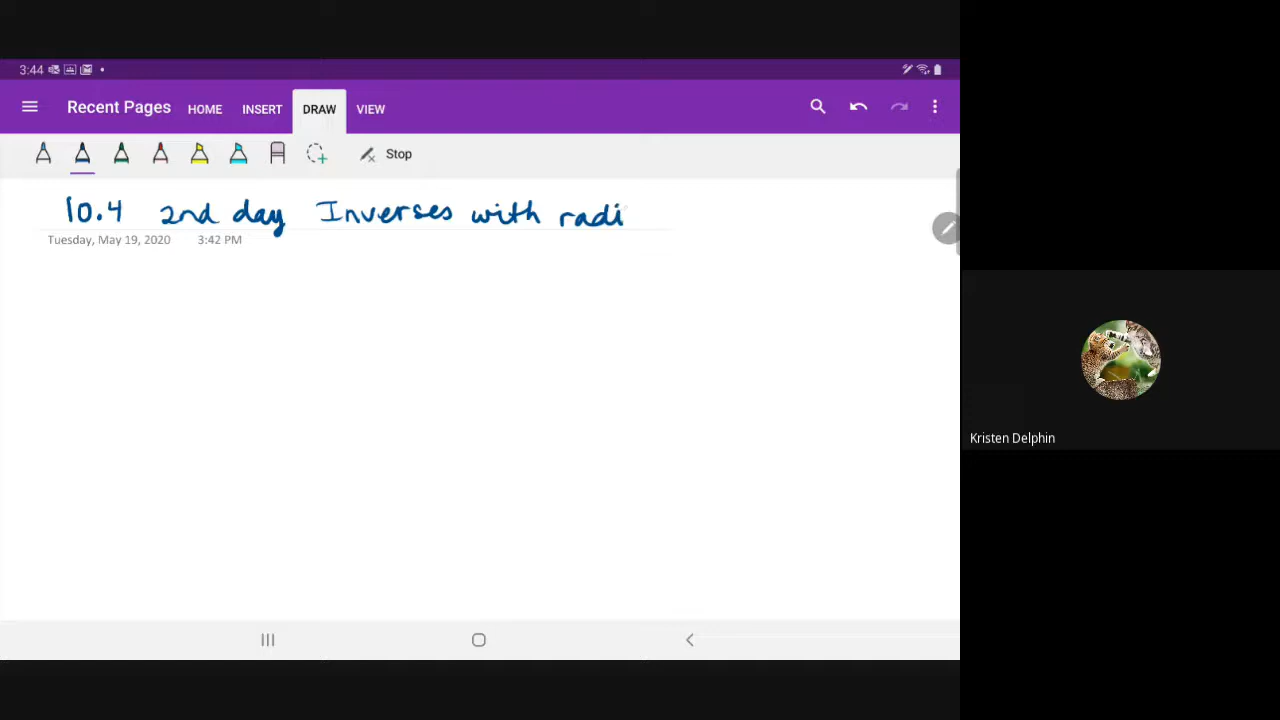 3:44
Recent Pages HOME INSERT DRAW VIEW
Stop
10.4 2nd day Inverses with radi
Tuesday, May 19, 2020 3:42 PM
Kristen Delphin